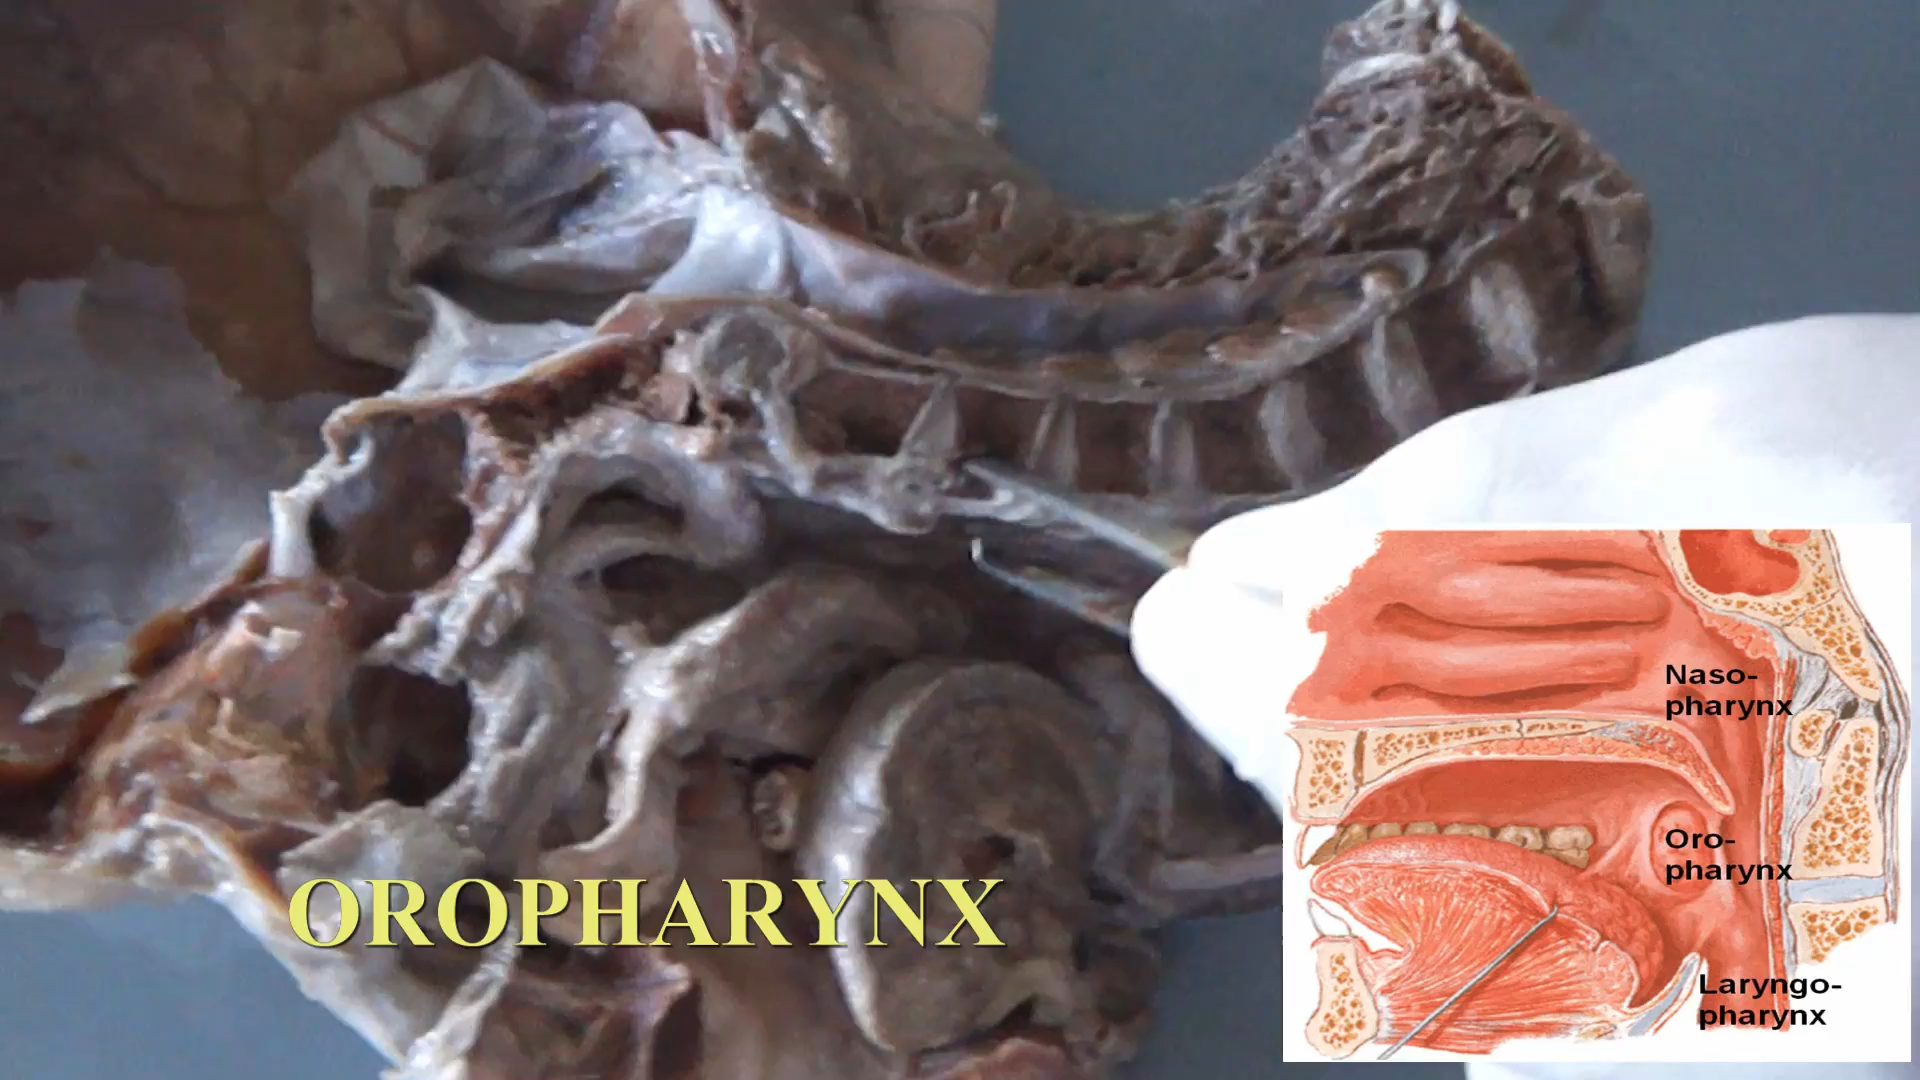 OROPHARYNX
Naso-
pharynx
Oro-
pharynx
Laryngo-
pharynx